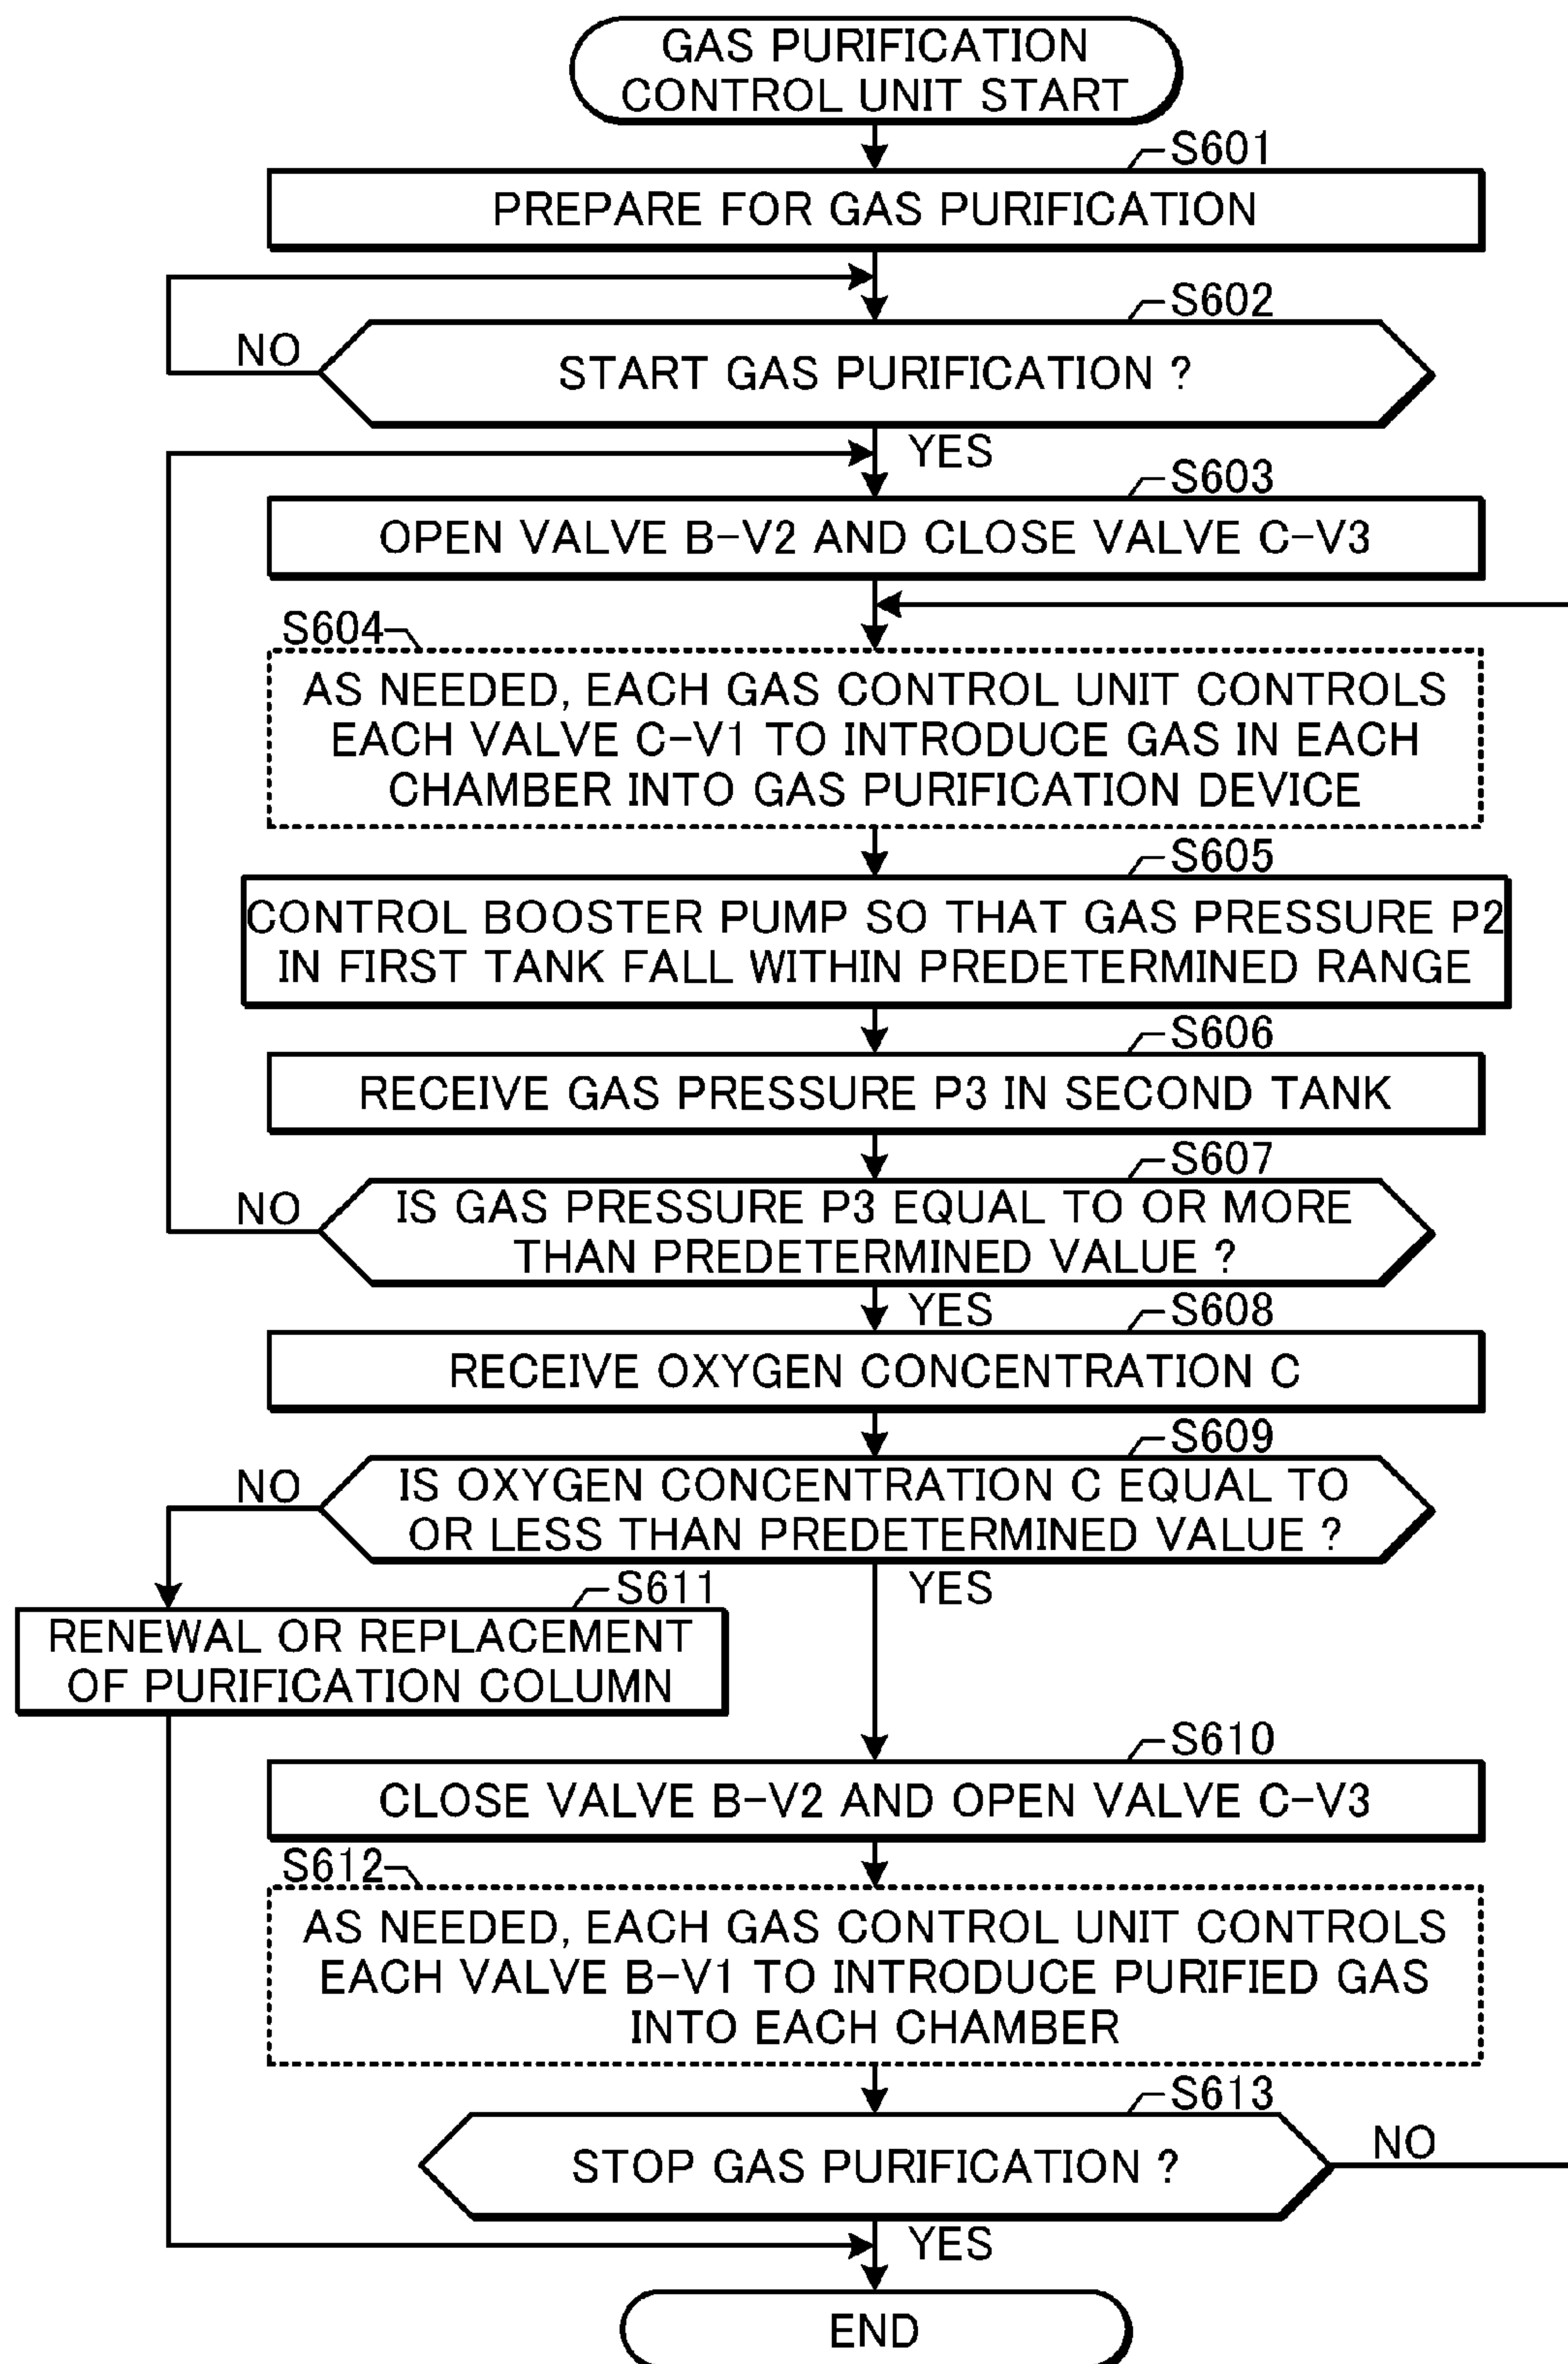 GAS PURIFICATION
CONTROL UNIT START
S601
PREPARE FOR GAS PURIFICATION
S602
NO
START GAS PURIFICATION ?
YES
S603
OPEN VALVE B-V2 AND CLOSE VALVE C-V3
S604
AS NEEDED, EACH GAS CONTROL UNIT CONTROLS
EACH VALVE C-V1 TO INTRODUCE GAS IN EACH
CHAMBER INTO GAS PURIFICATION DEVICE
S605
CONTROL BOOSTER PUMP SO THAT GAS PRESSURE P2
IN FIRST TANK FALL WITHIN PREDETERMINED RANGE
S606
RECEIVE GAS PRESSURE P3 IN SECOND TANK
S607
NO
IS GAS PRESSURE P3 EQUAL TO OR MORE
THAN PREDETERMINED VALUE ?
YES
S608
RECEIVE OXYGEN CONCENTRATION C
S609
NO
IS OXYGEN CONCENTRATION C EQUAL TO
OR LESS THAN PREDETERMINED VALUE ?
YES
S611
RENEWAL OR REPLACEMENT
OF PURIFICATION COLUMN
S610
CLOSE VALVE B-V2 AND OPEN VALVE C-V3
S612
AS NEEDED, EACH GAS CONTROL UNIT CONTROLS
EACH VALVE B-V1 TO INTRODUCE PURIFIED GAS
INTO EACH CHAMBER
S613
STOP GAS PURIFICATION ?
NO
YES
END